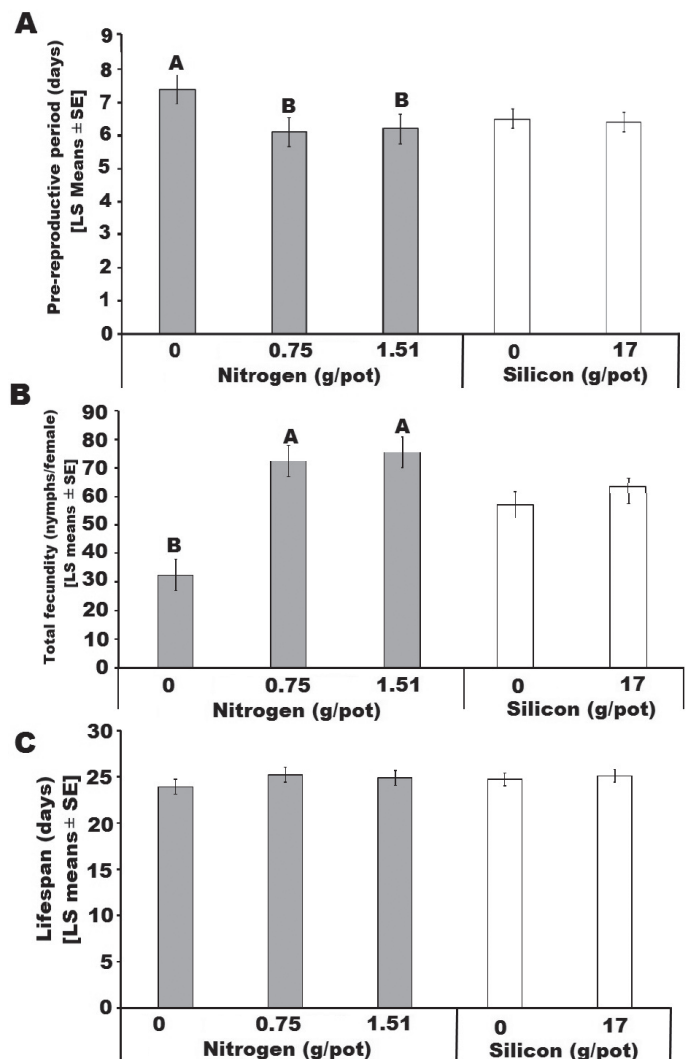 A
Pre-reproductive period (days)
[LS Means ± SE]
9
8
7
6
5
4
3
2
1
0
A
B
B
0
0.75
1.51
0
17
Nitrogen (g/pot)
Silicon (g/pot)
B
Total fecundity (nymphs/female)
[LS means ± SE]
90
80
70
60
50
40
30
20
10
0
B
A
A
0
0.75
1.51
0
17
Nitrogen (g/pot)
Silicon (g/pot)
C
Lifespan (days)
[LS means± SE]
30
25
20
15
10
5
0
0
0.75
1.51
0
17
Nitrogen (g/pot)
Silicon (g/pot)